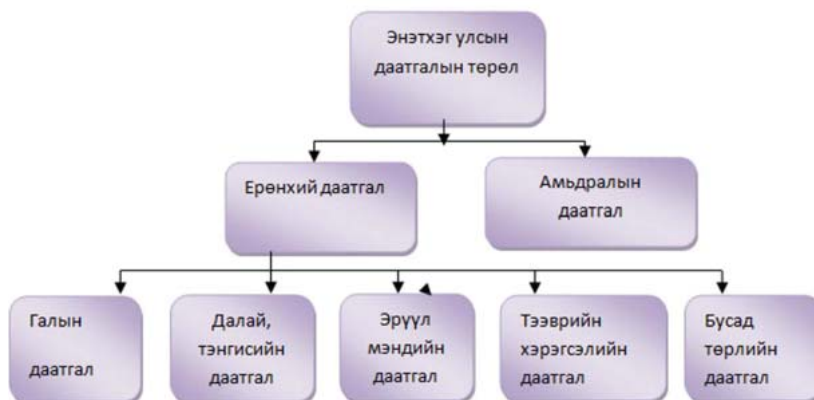 Энэтхэг улсын
даатгалын төрөл
Ерөнхий даатгал
Амьдралын
даатгал
Галын
даатгал
Далай,
тэнгисийн
даатгал
Эрүүл
мэндийн
даатгал
Тээврийн
хэрэгсэлийн
даатгал
Бусад
төрлийн
даатгал